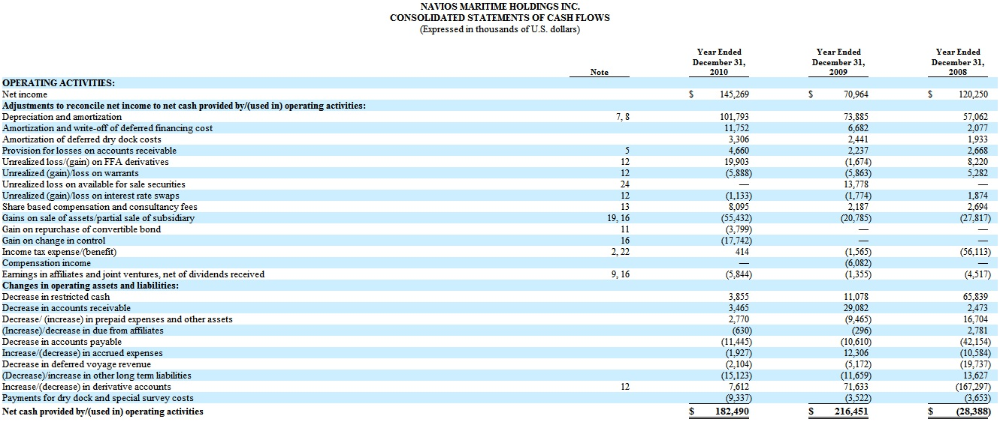 NAVIOS MARITIME HOLDINGS INC.
CONSOLIDATED STATEMENTS OF CASH FLOWS
(Expressed in thousands of U.S. dollars)
Year Ended Year Ended Year Ended
December 31, December 31, December 31,
Note 2010 2009 2008
OPERATING ACTIVITIES:
Net income $ 145,269 $ 70,964 $ 120,250
Adjustments to reconcile net income to net cash provided by/(used in) operating activities:
Depreciation and amortization 7, 8 101,793 73,885 57,062
Amortization and write-off of deferred financing cost 11,752 6,682 2,077
Amortization of deferred dry dock costs 3,306 2,441 1,933
Provision for losses on accounts receivable 5 4,660 2,237 2,668
Unrealized loss/(gain) on FFA derivatives 12 19,903 (1,674) 8,220
Unrealized (gain)/loss on warrants 12 (5,888) (5,863) 5,282
Unrealized loss on available for sale securities 24 — 13,778 —
Unrealized (gain)/loss on interest rate swaps 12 (1,133) (1,774) 1,874
Share based compensation and consultancy fees 13 8,095 2,187 2,694
Gains on sale of assets/partial sale of subsidiary 19, 16 (55,432) (20,785) (27,817)
Gain on repurchase of convertible bond 11 (3,799) — —
Gain on change in control 16 (17,742) — —
Income tax expense/(benefit) 2, 22 414 (1,565) (56,113)
Compensation income — (6,082) —
Earnings in affiliates and joint ventures, net of dividends received 9, 16 (5,844) (1,355) (4,517)
Changes in operating assets and liabilities:
Decrease in restricted cash 3,855 11,078 65,839
Decrease in accounts receivable 3,465 29,082 2,473
Decrease/ (increase) in prepaid expenses and other assets 2,770 (9,465) 16,704
(Increase)/decrease in due from affiliates (630) (296) 2,781
Decrease in accounts payable (11,445) (10,610) (42,154)
Increase/(decrease) in accrued expenses (1,927) 12,306 (10,584)
Decrease in deferred voyage revenue (2,104) (5,172) (19,737)
(Decrease)/increase in other long term liabilities (15,123) (11,659) 13,627
Increase/(decrease) in derivative accounts 12 7,612 71,633 (167,297)
Payments for dry dock and special survey costs (9,337) (3,522) (3,653)
Net cash provided by/(used in) operating activities $ 182,490 $ 216,451 $ (28,388)